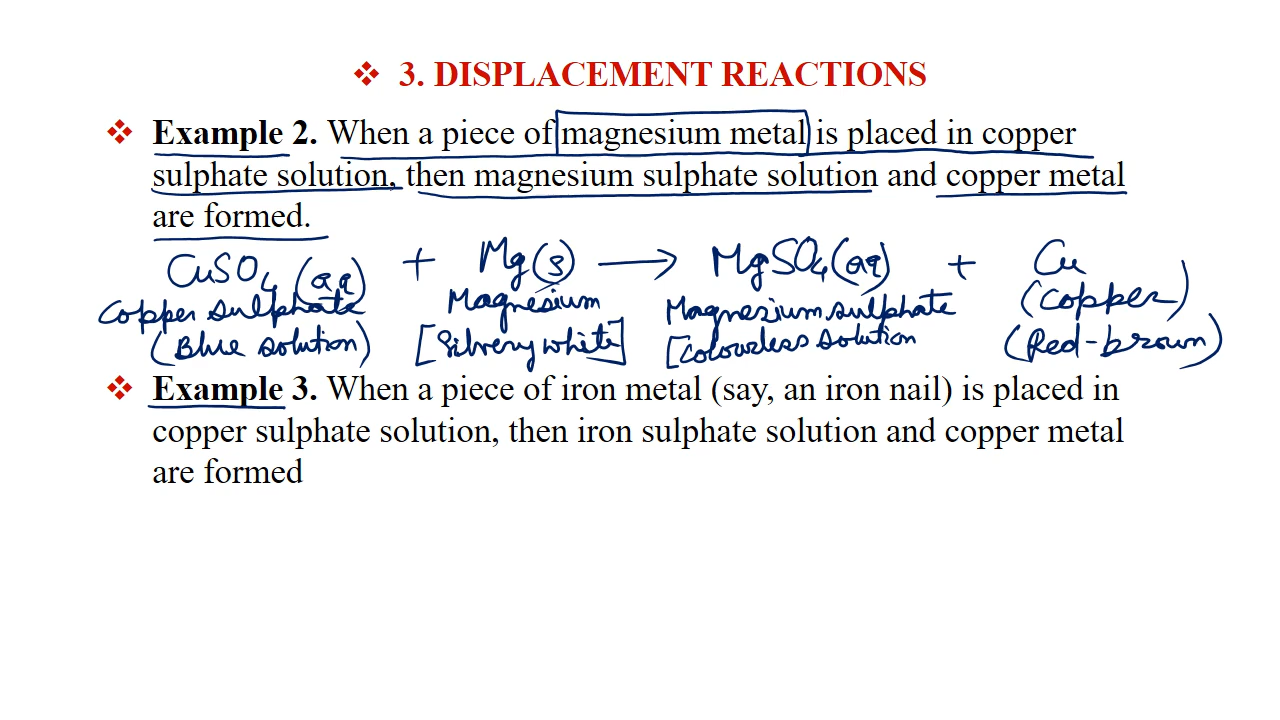 ❖ 3. DISPLACEMENT REACTIONS
❖ Example 2. When a piece of magnesium metal is placed in copper
sulphate solution, then magnesium sulphate solution and copper metal
are formed.
CuSO4 (aq) + Mg(s) → MgSO4(aq) + Cu
Copper sulphate Magnesium Magnesium sulphate (Copper)
(Blue solution) [Silvery white] [Colourless solution (Red-brown)
❖ Example 3. When a piece of iron metal (say, an iron nail) is placed in
copper sulphate solution, then iron sulphate solution and copper metal
are formed